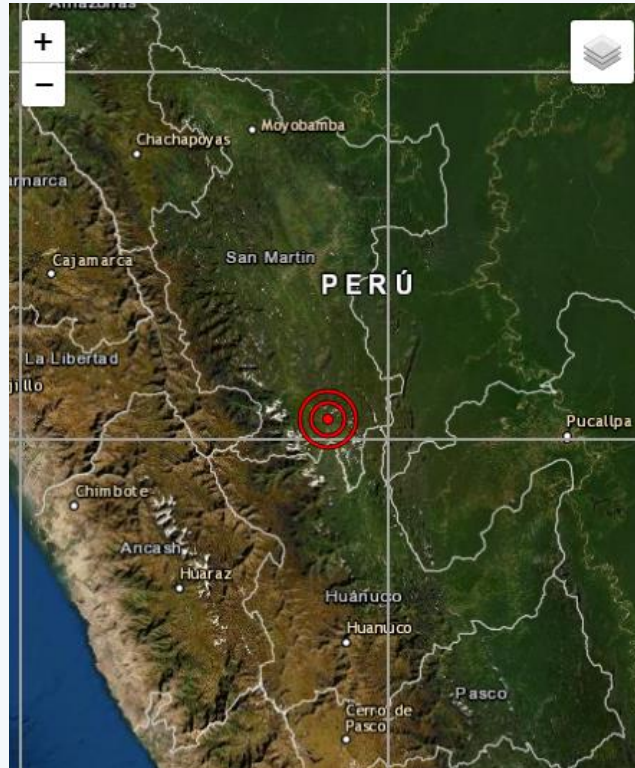 Amazonas
+
−
Moyobamba
Chachapoyas
amarca
San Martín
Cajamarca
PERÚ
La Libertad
jillo
Pucallpa
Chimbote
Ancash
Huaraz
Huánuco
Huanuco
Pasco
Cerro de
Pasco